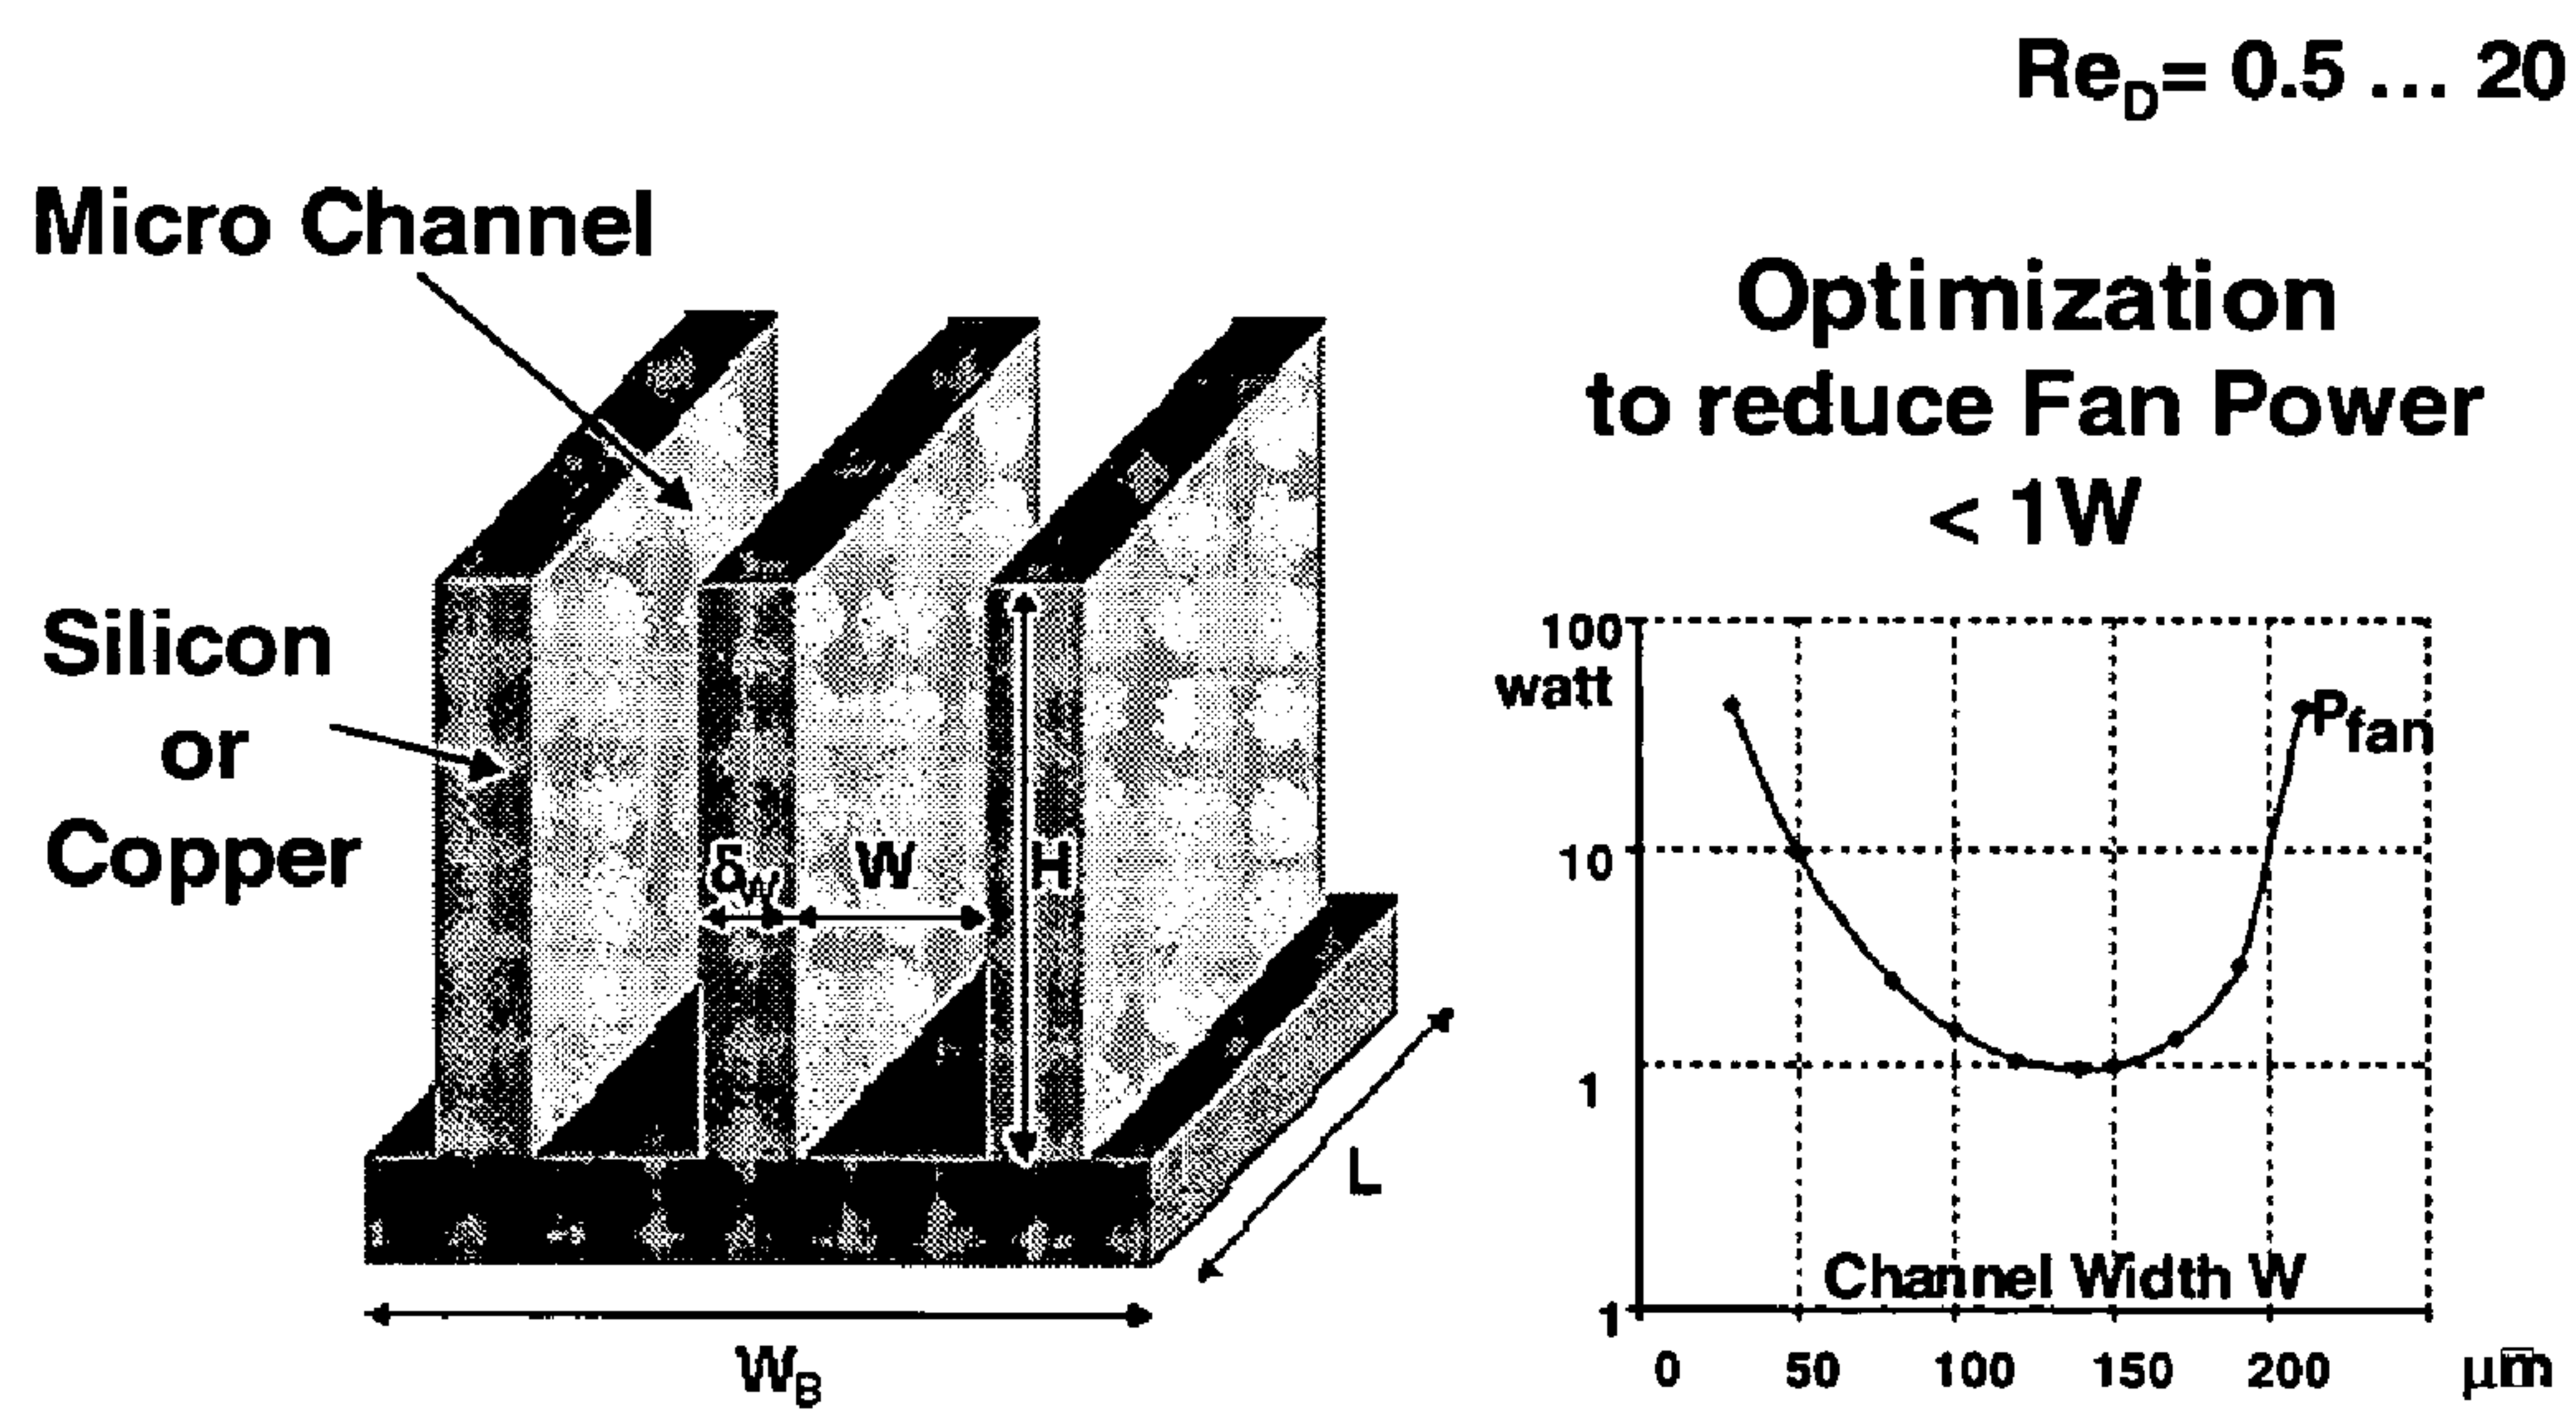 Re_D= 0.5 ... 20
Micro Channel
Optimization
to reduce Fan Power
< 1W
Silicon
or
Copper
δ_W
W
H
L
W_B
100
watt
10
1
.1
P_fan
Channel Width W
0 50 100 150 200 μm